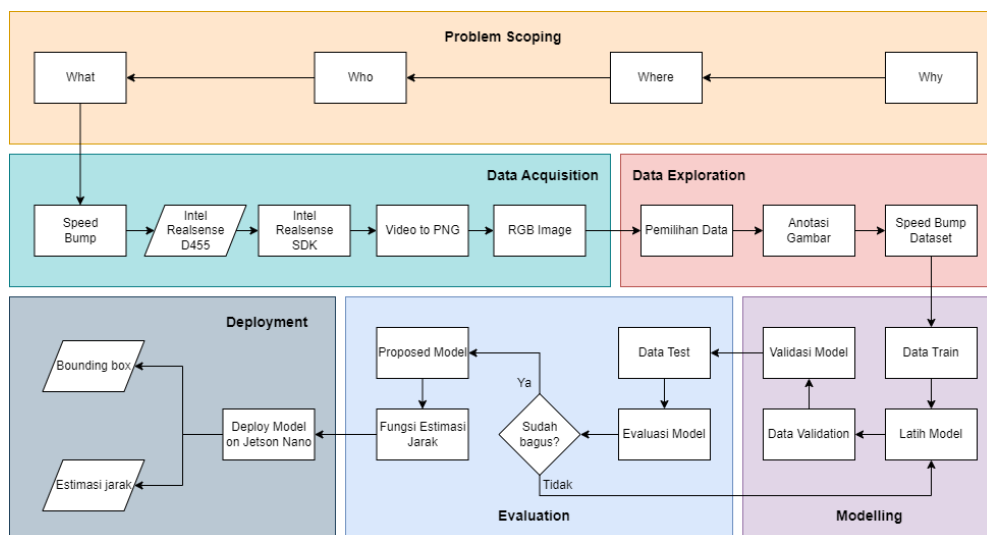 Problem Scoping
What
Who
Where
Why
Data Acquisition
Speed
Bump
Intel
Realsense
D455
Intel
Realsense
SDK
Video to PNG
RGB Image
Data Exploration
Pemilihan Data
Anotasi
Gambar
Speed Bump
Dataset
Deployment
Bounding box
Estimasi jarak
Deploy Model
on Jetson Nano
Proposed Model
Fungsi Estimasi
Jarak
Ya
Sudah
bagus?
Tidak
Data Test
Evaluasi Model
Evaluation
Validasi Model
Data Validation
Data Train
Latih Model
Modelling